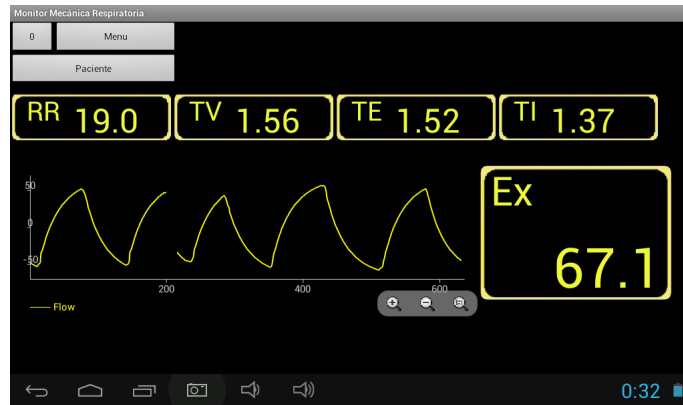 Monitor Mecánica Respiratoria
0 Menu
Paciente
RR 19.0 TV 1.56 TE 1.52 TI 1.37
50
0
-50
200 400 600
Flow
Ex
67.1
0:32